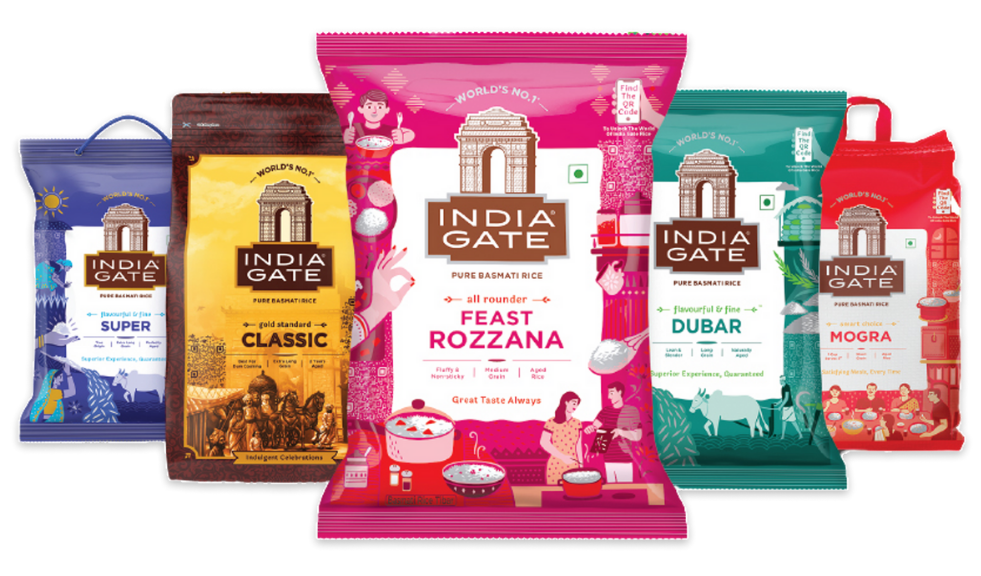 WORLD'S NO.1
INDIA
GATE
PURE BASMATI RICE
flavourful & fine
SUPER
Superior Experience, Guaranteed
WORLD'S NO.1
INDIA
GATE
PURE BASMATI RICE
gold standard
CLASSIC
Indulgent Celebrations
WORLD'S NO.1
Find
The
QR
Code
INDIA
GATE
PURE BASMATI RICE
all rounder
FEAST
ROZZANA
Fluffy &
Non-sticky
Medium
Grain
Aged
Rice
Great Taste Always
WORLD'S NO.1
Find
The
QR
Code
INDIA
GATE
PURE BASMATI RICE
flavourful & fine
DUBAR
Long
Grain
Naturally
Aged
Superior Experience, Guaranteed
WORLD'S NO.1
INDIA
GATE
PURE BASMATI RICE
MOGRA